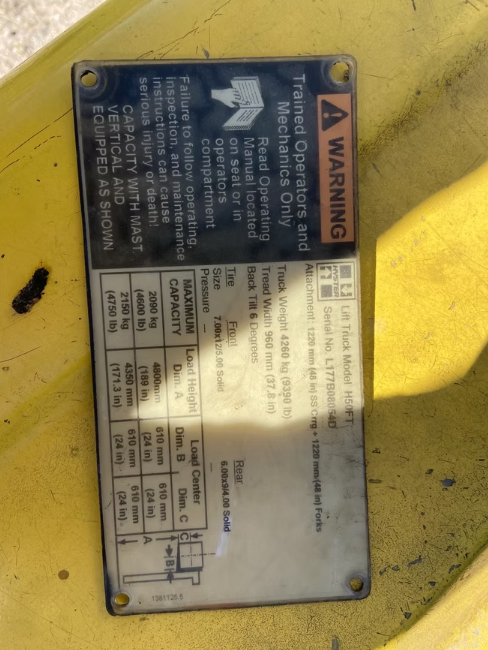 WARNING
Trained Operators and
Mechanics Only
Read Operating
Manual located
on seat or in
operators
compartment
Failure to follow operating,
inspection, and maintenance
instructions can cause
serious injury or death!
CAPACITY WITH MAST
VERTICAL AND
EQUIPPED AS SHOWN
HYSTER
Lift Truck Model H50FT
Serial No. L177B08054D
Attachment: 1220 mm (48 in) SS Crrg + 1220 mm (48 in) Forks
Truck Weight 4260 kg (9390 lb)
Tread Width 960 mm (37.8 in)
Back Tilt 6 Degrees
Tire Front Rear
Size 7.00x12/5.00 Solid 6.00x9/4.00 Solid
Pressure — —
MAXIMUM CAPACITY Load Height Dim. A Load Center Dim. B Dim. C
2090 kg 4800mm 610 mm 610 mm
(4600 lb) (189 in) (24 in) (24 in)
2150 kg 4350 mm 610 mm 610 mm
(4750 lb) (171.3 in) (24 in) (24 in)
C
B
A